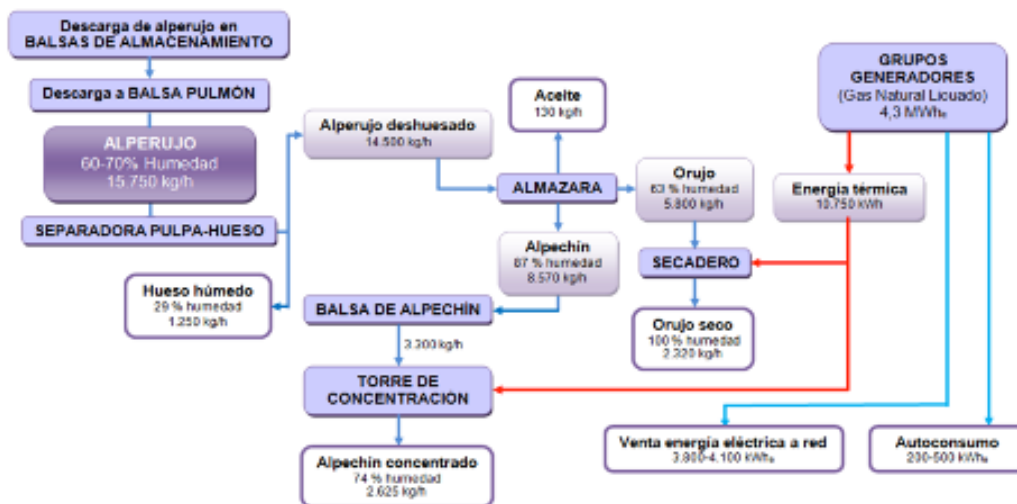 Descarga de alperujo en
BALSAS DE ALMACENAMIENTO
Descarga a BALSA PULMÓN
ALPERUJO
60-70% Humedad
15.750 kg/h
SEPARADORA PULPA-HUESO
Hueso húmedo
29 % humedad
1.250 kg/h
Alperujo deshuesado
14.500 kg/h
Aceite
130 kg/h
ALMAZARA
Orujo
63 % humedad
5.800 kg/h
Alpechín
87 % humedad
8.570 kg/h
SECADERO
Orujo seco
100 % humedad
2.320 kg/h
BALSA DE ALPECHÍN
3.300 kg/h
TORRE DE
CONCENTRACIÓN
Alpechín concentrado
74 % humedad
2.625 kg/h
GRUPOS
GENERADORES
(Gas Natural Licuado)
4,3 MWhₑ
Energía térmica
10.750 kWh
Venta energía eléctrica a red
3.800-4.100 kWhₑ
Autoconsumo
200-500 kWhₑ